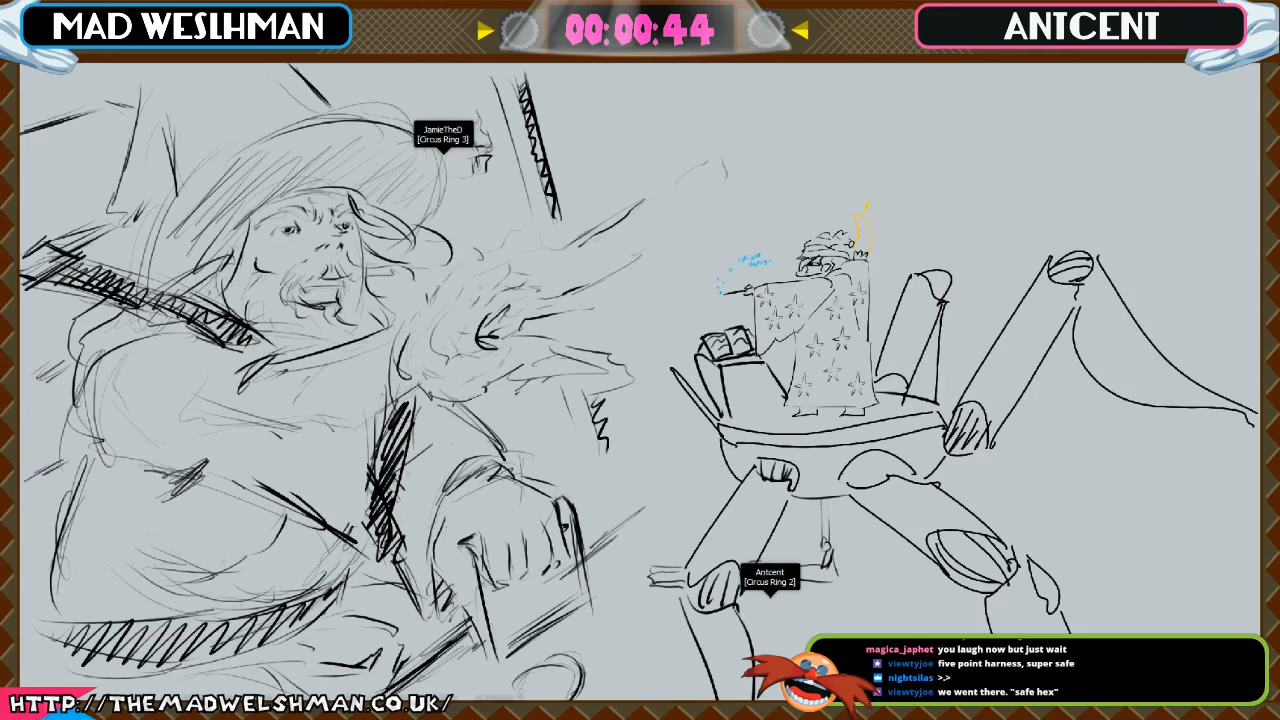 MAD WESLHMAN
00:00:44
ANTCENT
JamieTheD
[Circus Ring 3]
Antcent
[Circus Ring 2]
magica_japhet you laugh now but just wait
viewtyjoe five point harness, super safe
nightsilas >.>
viewtyjoe we went there. "safe hex"
HTTP://THEMADWELSHMAN.CO.UK/